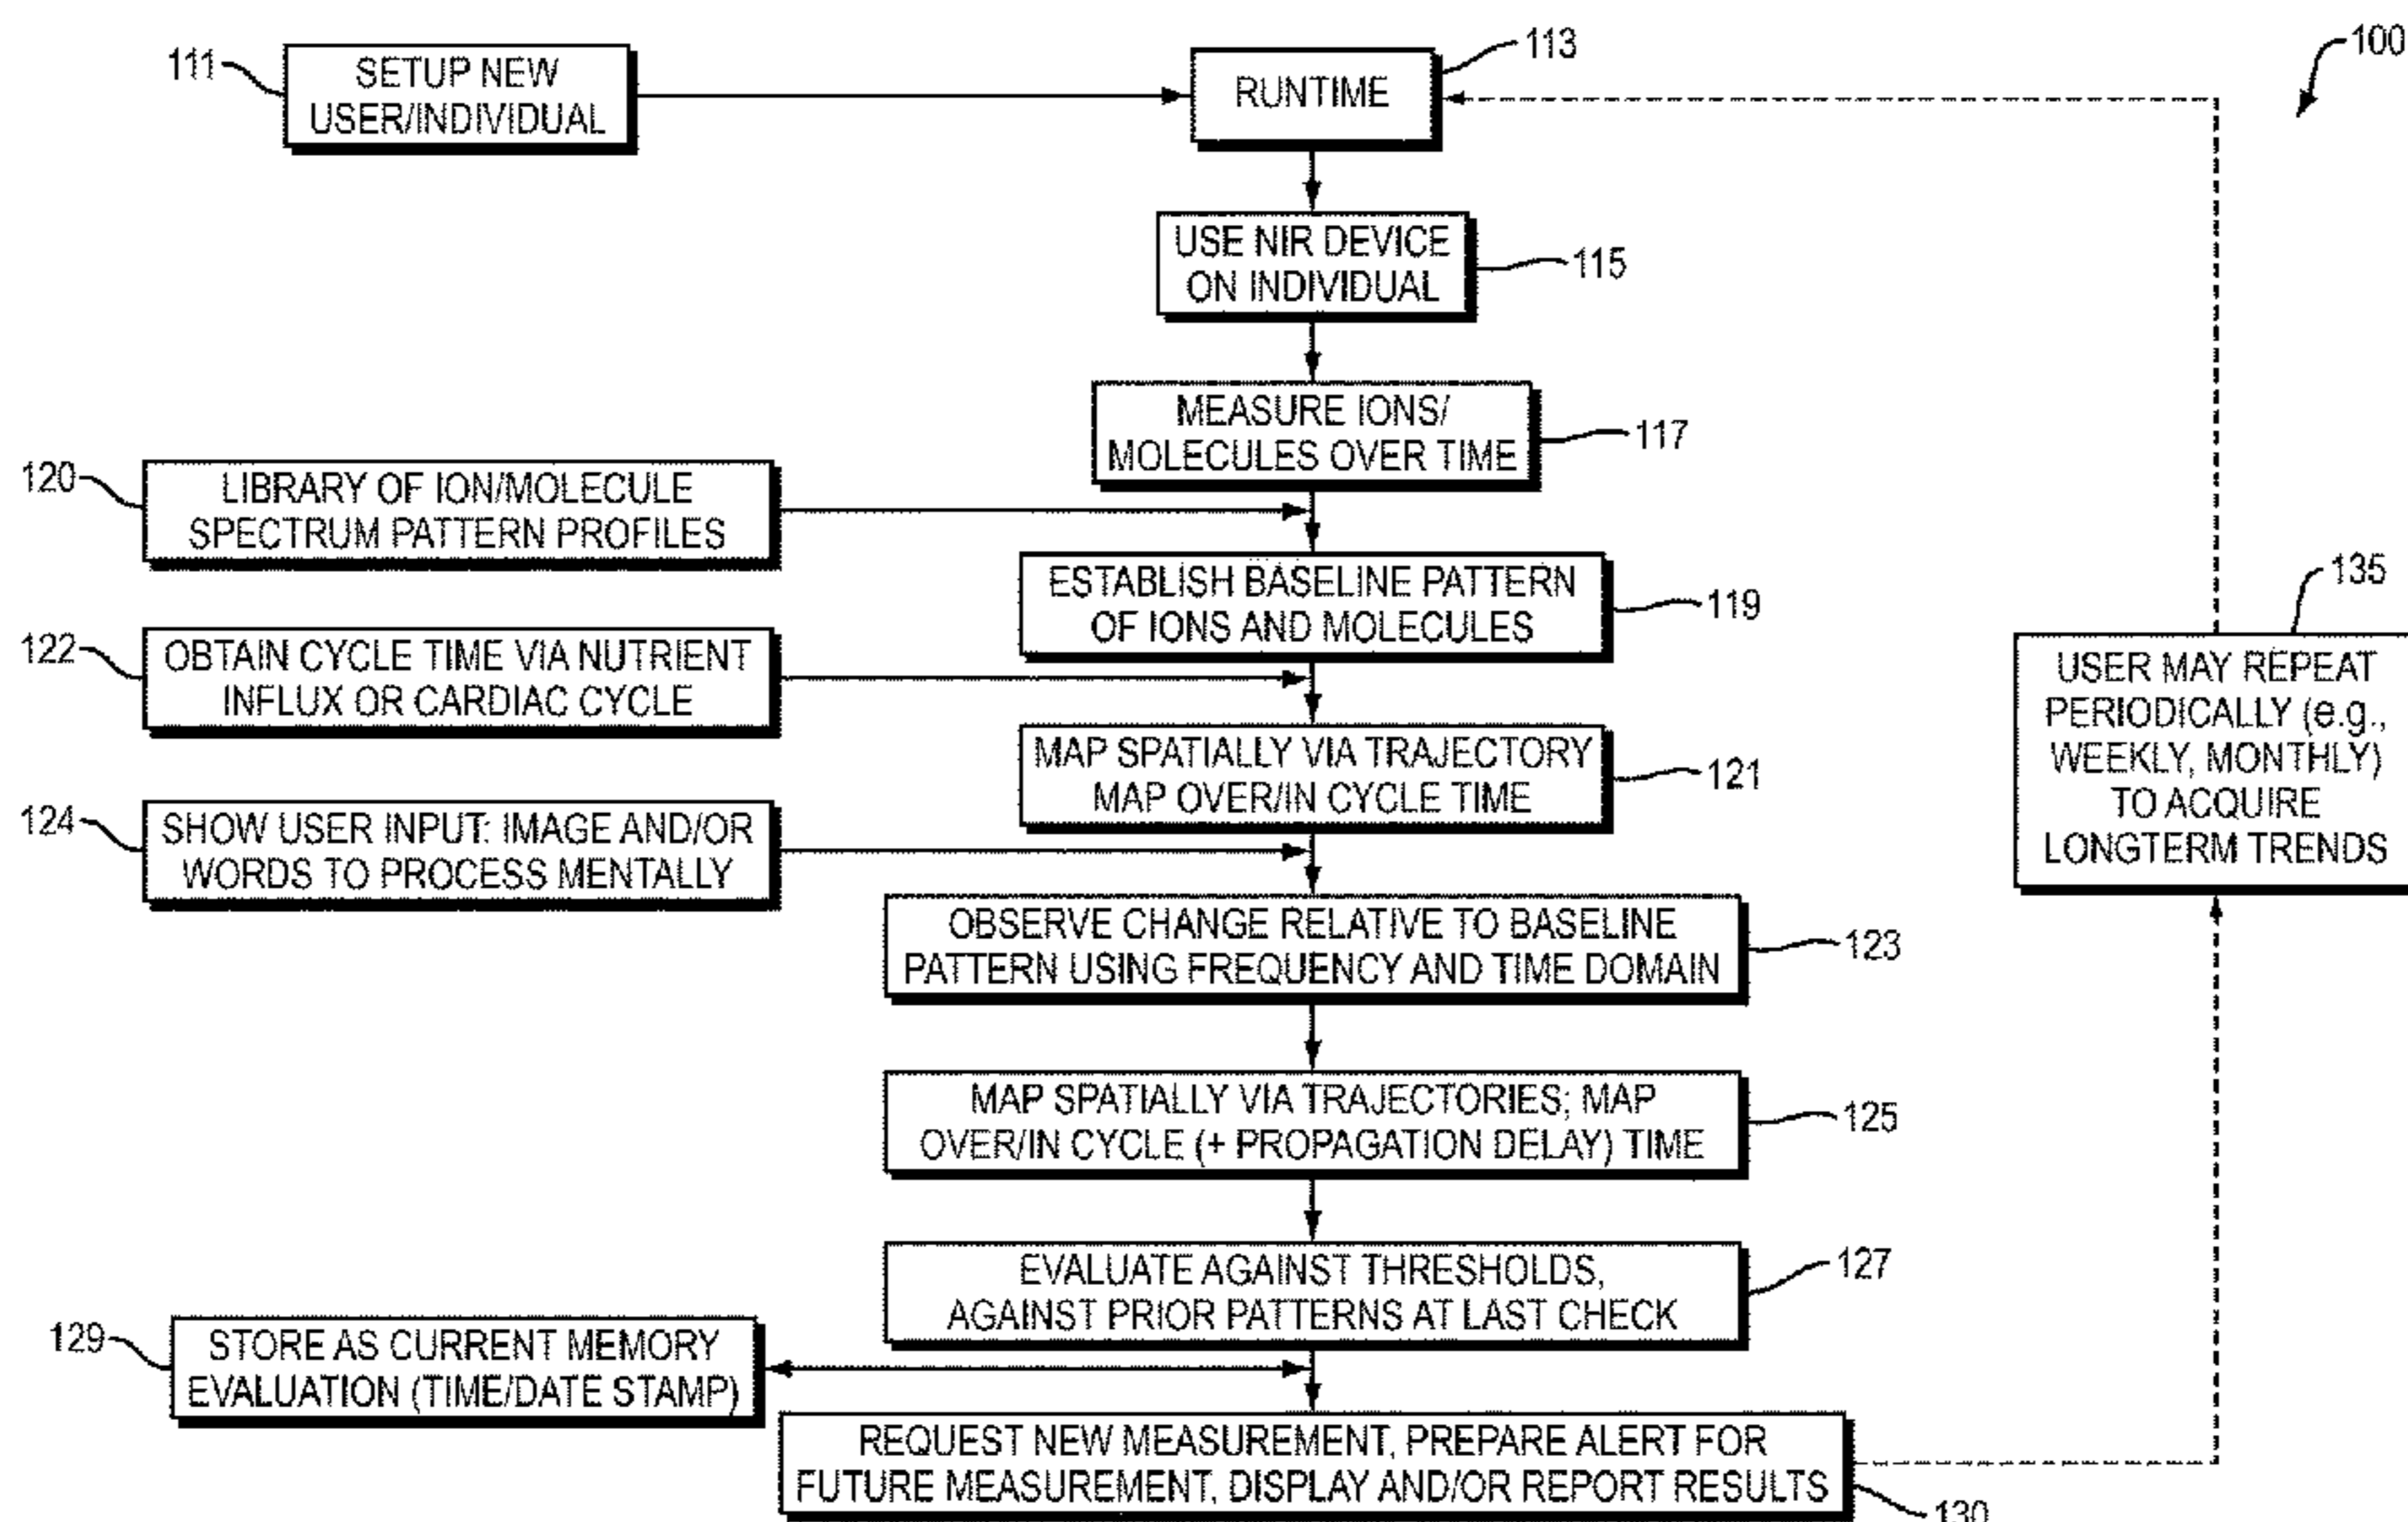 100
111
SETUP NEW
USER/INDIVIDUAL
RUNTIME
113
USE NIR DEVICE
ON INDIVIDUAL
115
MEASURE IONS/
MOLECULES OVER TIME
117
120
LIBRARY OF ION/MOLECULE
SPECTRUM PATTERN PROFILES
ESTABLISH BASELINE PATTERN
OF IONS AND MOLECULES
119
122
OBTAIN CYCLE TIME VIA NUTRIENT
INFLUX OR CARDIAC CYCLE
MAP SPATIALLY VIA TRAJECTORY
MAP OVER/IN CYCLE TIME
121
124
SHOW USER INPUT: IMAGE AND/OR
WORDS TO PROCESS MENTALLY
OBSERVE CHANGE RELATIVE TO BASELINE
PATTERN USING FREQUENCY AND TIME DOMAIN
123
MAP SPATIALLY VIA TRAJECTORIES; MAP
OVER/IN CYCLE (+ PROPAGATION DELAY) TIME
125
EVALUATE AGAINST THRESHOLDS,
AGAINST PRIOR PATTERNS AT LAST CHECK
127
129
STORE AS CURRENT MEMORY
EVALUATION (TIME/DATE STAMP)
REQUEST NEW MEASUREMENT, PREPARE ALERT FOR
FUTURE MEASUREMENT, DISPLAY AND/OR REPORT RESULTS
130
135
USER MAY REPEAT
PERIODICALLY (e.g.,
WEEKLY, MONTHLY)
TO ACQUIRE
LONGTERM TRENDS